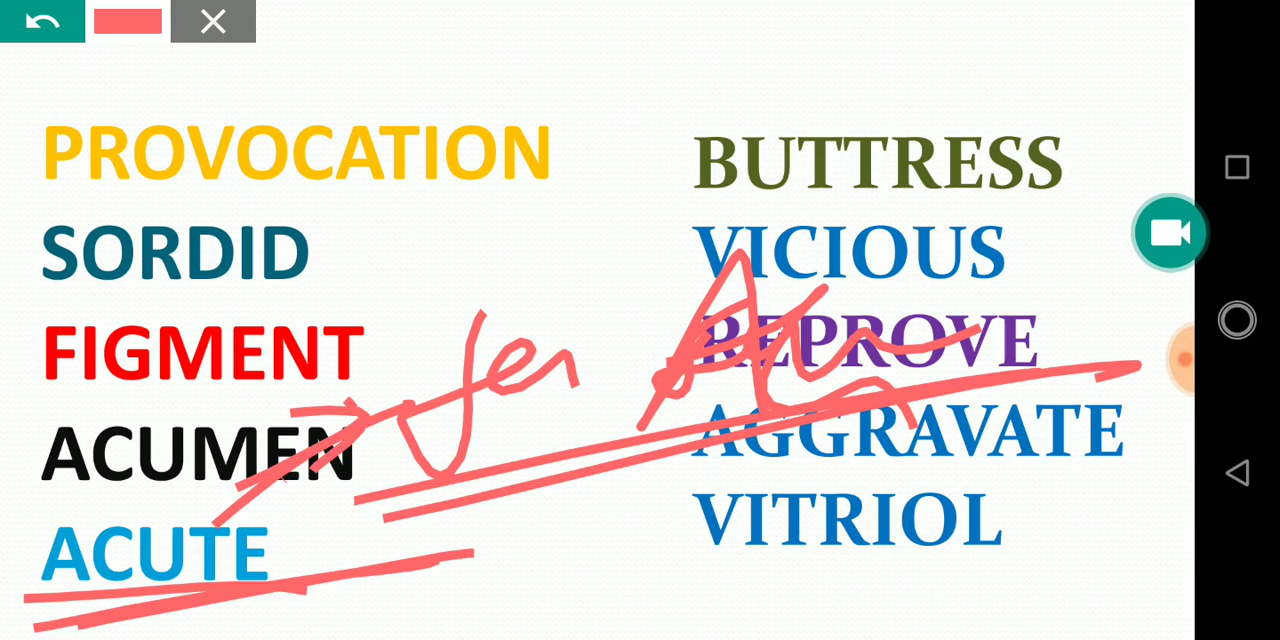 PROVOCATION
SORDID
FIGMENT
ACUMEN
ACUTE
BUTTRESS
VICIOUS
REPROVE
AGGRAVATE
VITRIOL